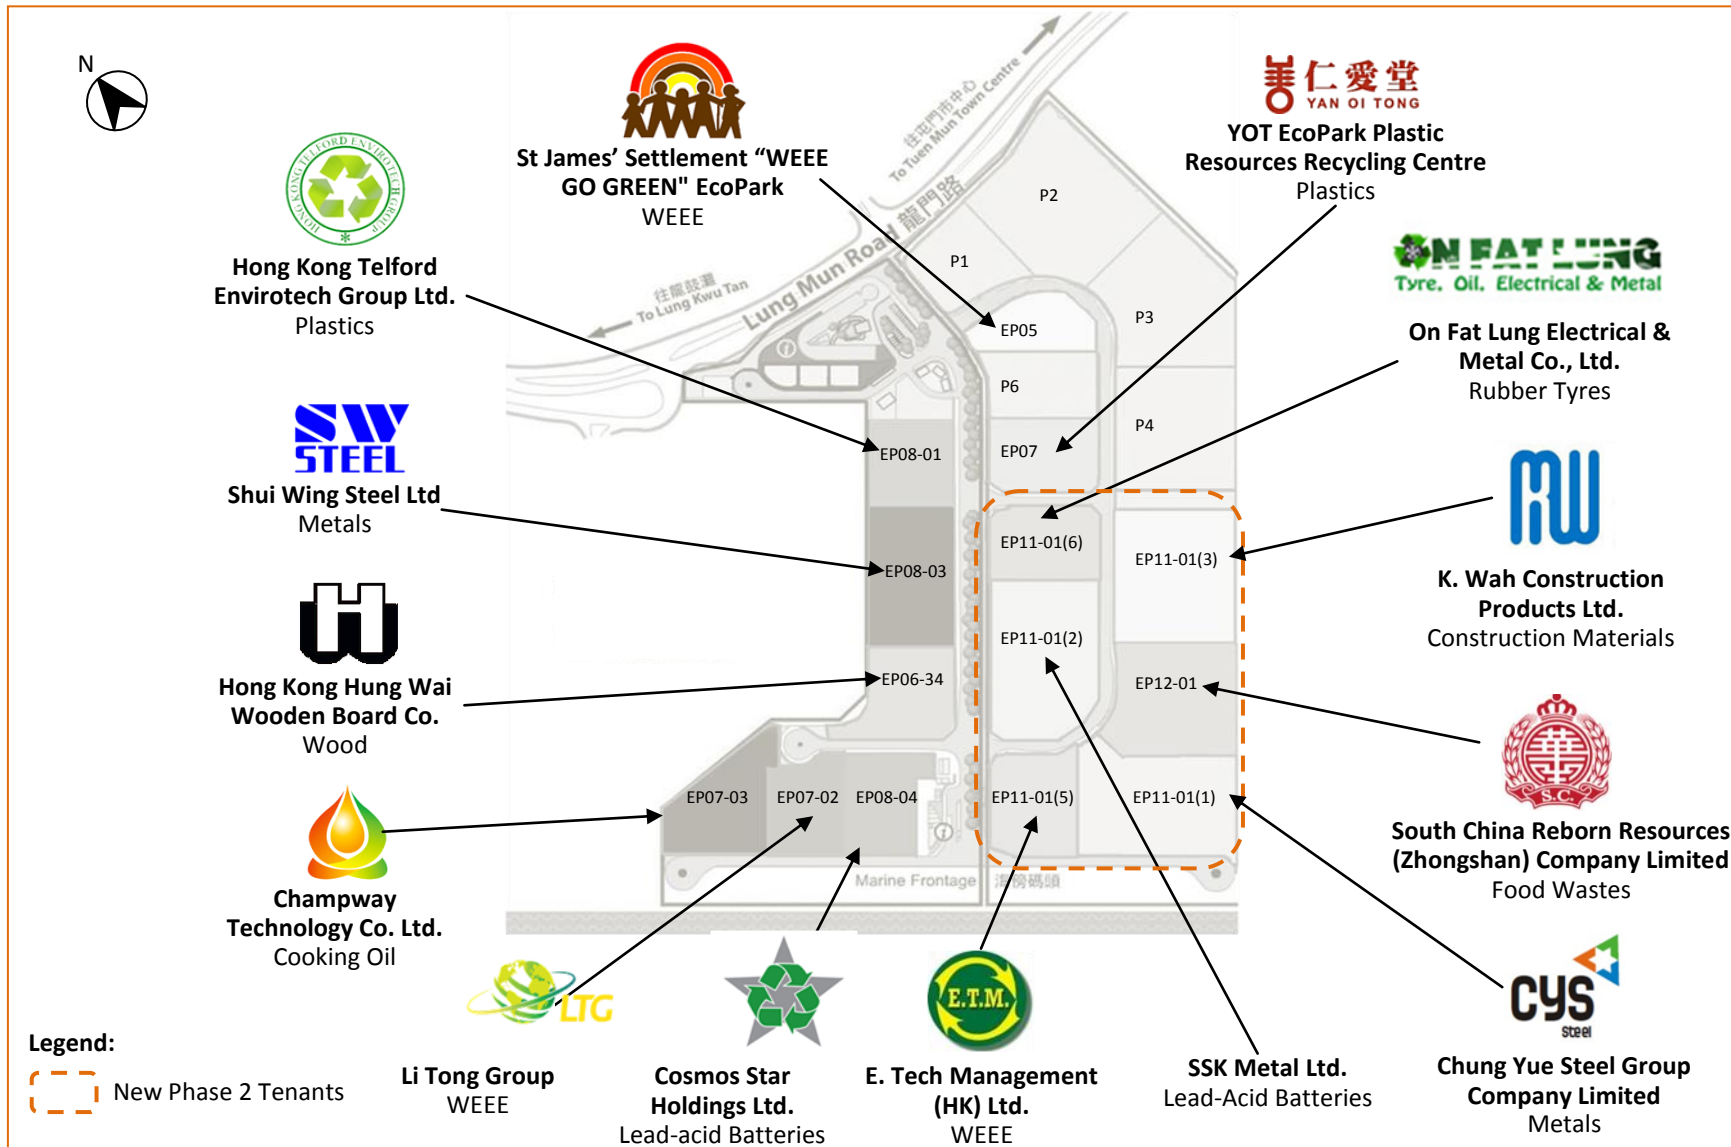 N
St James’ Settlement “WEEE
GO GREEN" EcoPark
WEEE
仁愛堂
YAN OI TONG
YOT EcoPark Plastic
Resources Recycling Centre
Plastics
HONG KONG TELFORD ENVIROTECH GROUP
Hong Kong Telford
Envirotech Group Ltd.
Plastics
ON FAT LUNG
Tyre. Oil. Electrical & Metal
On Fat Lung Electrical &
Metal Co., Ltd.
Rubber Tyres
SW
STEEL
Shui Wing Steel Ltd
Metals
K. Wah Construction
Products Ltd.
Construction Materials
Hong Kong Hung Wai
Wooden Board Co.
Wood
S.C.
South China Reborn Resources
(Zhongshan) Company Limited
Food Wastes
Champway
Technology Co. Ltd.
Cooking Oil
往屯門市中心
To Tuen Mun Town Centre
Lung Mun Road 龍門路
往龍鼓灘
To Lung Kwu Tan
P2
P1
EP05
P3
P6
P4
EP07
EP08-01
EP11-01(6)
EP11-01(3)
EP08-03
EP11-01(2)
EP06-34
EP12-01
EP07-03
EP07-02
EP08-04
EP11-01(5)
EP11-01(1)
Marine Frontage
海傍碼頭
LTG
Li Tong Group
WEEE
Cosmos Star
Holdings Ltd.
Lead-acid Batteries
E.T.M.
E. Tech Management
(HK) Ltd.
WEEE
SSK Metal Ltd.
Lead-Acid Batteries
CYS
Steel
Chung Yue Steel Group
Company Limited
Metals
Legend:
New Phase 2 Tenants